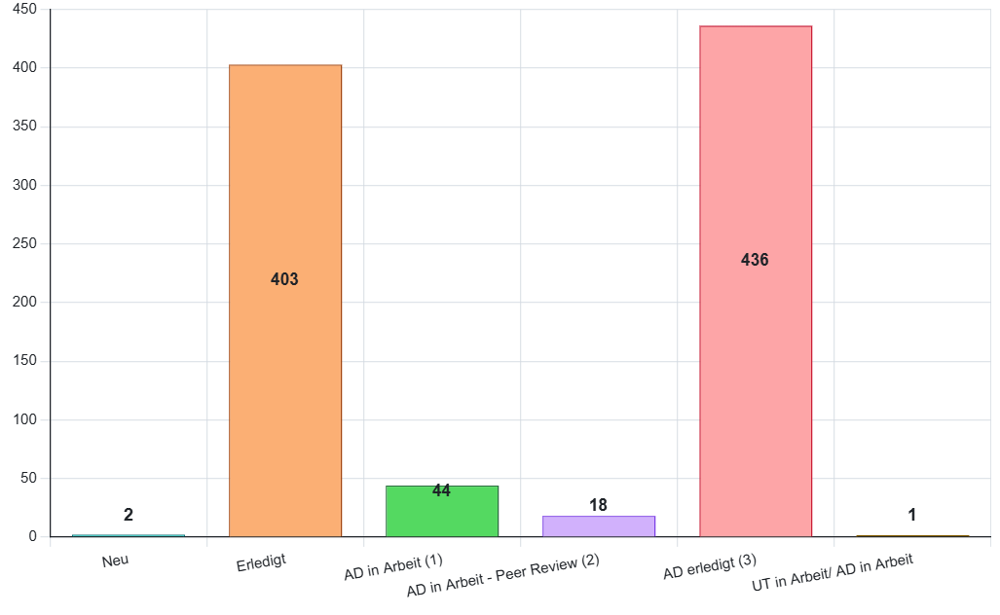 450
400
350
300
250
200
150
100
50
0
2
403
44
18
436
1
Neu
Erledigt
AD in Arbeit (1)
AD in Arbeit - Peer Review (2)
AD erledigt (3)
UT in Arbeit/ AD in Arbeit